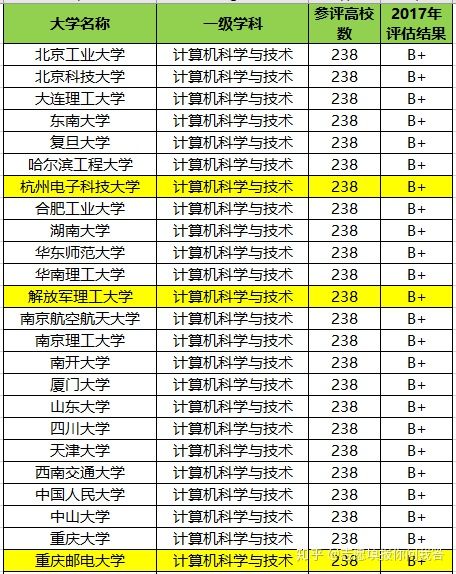 大学名称 一级学科 参评高校数 2017年评估结果
北京工业大学 计算机科学与技术 238 B+
北京科技大学 计算机科学与技术 238 B+
大连理工大学 计算机科学与技术 238 B+
东南大学 计算机科学与技术 238 B+
复旦大学 计算机科学与技术 238 B+
哈尔滨工程大学 计算机科学与技术 238 B+
杭州电子科技大学 计算机科学与技术 238 B+
合肥工业大学 计算机科学与技术 238 B+
湖南大学 计算机科学与技术 238 B+
华东师范大学 计算机科学与技术 238 B+
华南理工大学 计算机科学与技术 238 B+
解放军理工大学 计算机科学与技术 238 B+
南京航空航天大学 计算机科学与技术 238 B+
南京理工大学 计算机科学与技术 238 B+
南开大学 计算机科学与技术 238 B+
厦门大学 计算机科学与技术 238 B+
山东大学 计算机科学与技术 238 B+
四川大学 计算机科学与技术 238 B+
天津大学 计算机科学与技术 238 B+
西南交通大学 计算机科学与技术 238 B+
中国人民大学 计算机科学与技术 238 B+
中山大学 计算机科学与技术 238 B+
重庆大学 计算机科学与技术 238 B+
重庆邮电大学 计算机科学与技术 238 B+
知乎